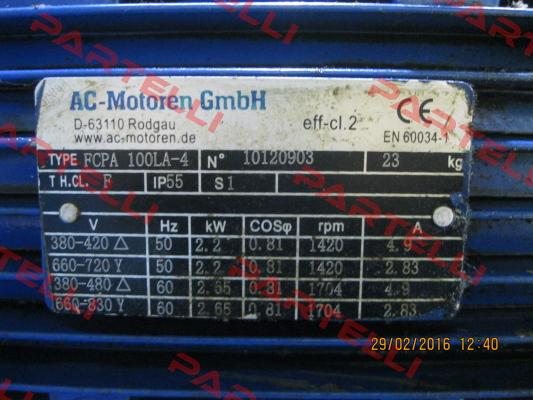 AC-Motoren GmbH
D-63110 Rodgau
www.ac-motoren.de
eff-cl.2
CE
EN 60034-1
TYPE FCPA 100LA-4 N° 10120903 23 kg
TH.CL. F IP55 S1
V Hz kW COSφ rpm A
380-420 △ 50 2.2 0.81 1420 4.9
660-720 Y 50 2.2 0.81 1420 2.83
380-480 △ 60 2.65 0.81 1704 4.9
660-830 Y 60 2.65 0.81 1704 2.83
29/02/2016 12:40
PARTELLI
PARTELLI
PARTELLI
PARTELLI
PARTELLI